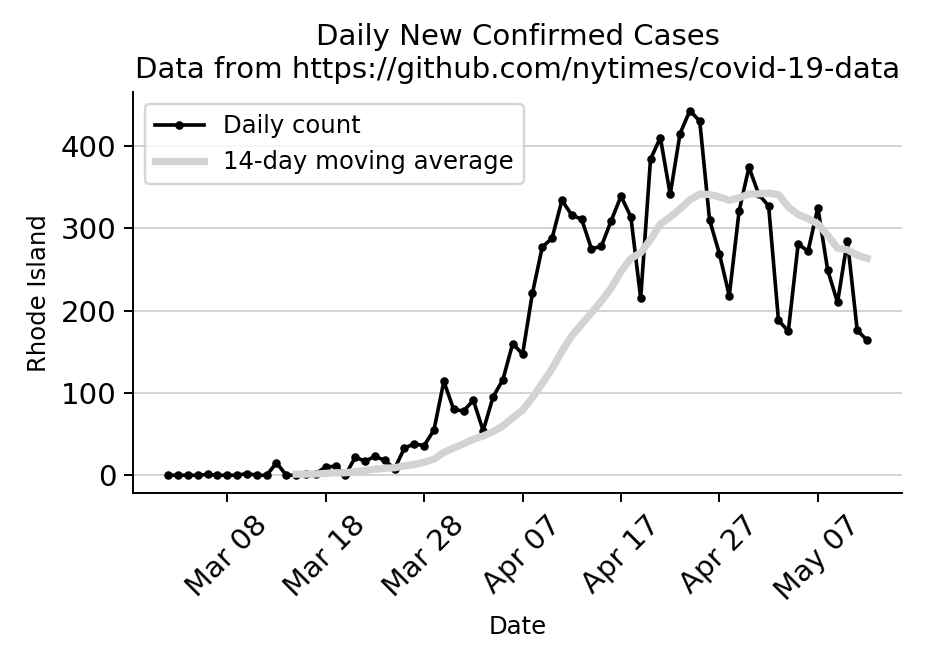 Daily New Confirmed Cases
Data from https://github.com/nytimes/covid-19-data
Daily count
14-day moving average
400
300
200
100
0
Rhode Island
Mar 08
Mar 18
Mar 28
Apr 07
Apr 17
Apr 27
May 07
Date